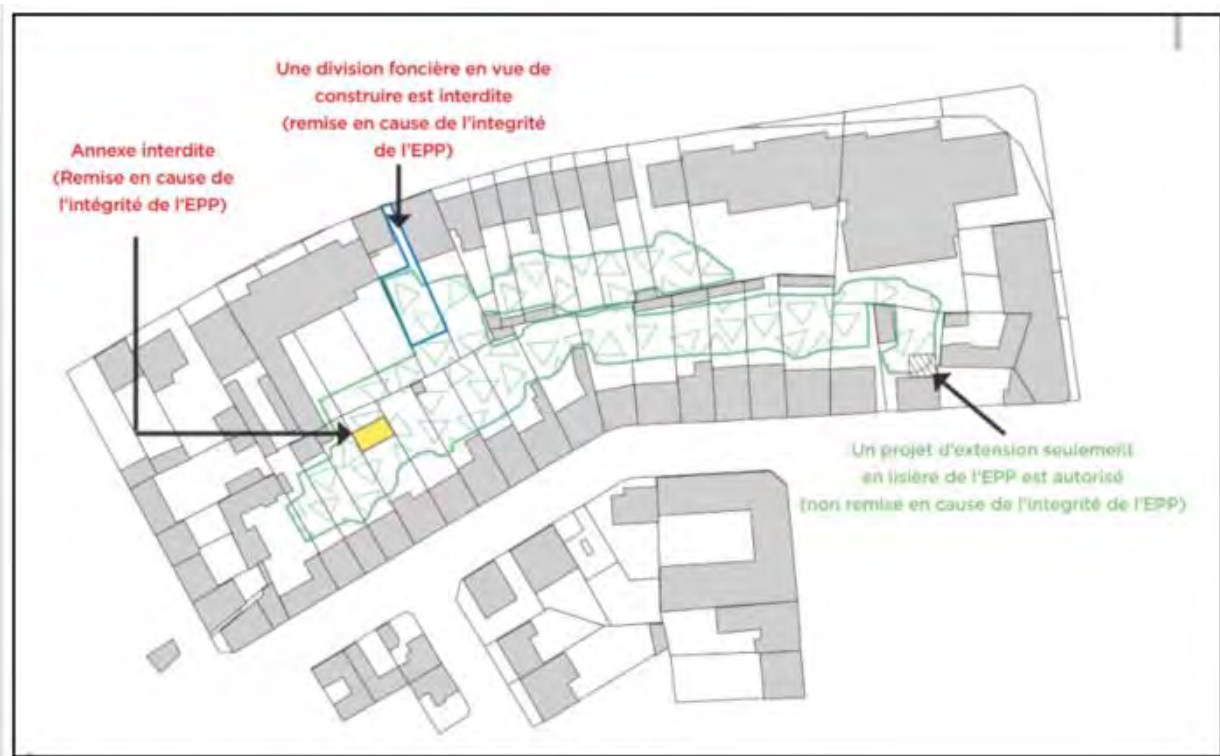 Une division foncière en vue de
construire est interdite
(remise en cause de l'integrité
de l'EPP)
Annexe interdite
(Remise en cause de
l'intégrité de l'EPP)
Un projet d'extension seulement
en lisière de l'EPP est autorisé
(non remise en cause de l'integrité de l'EPP)